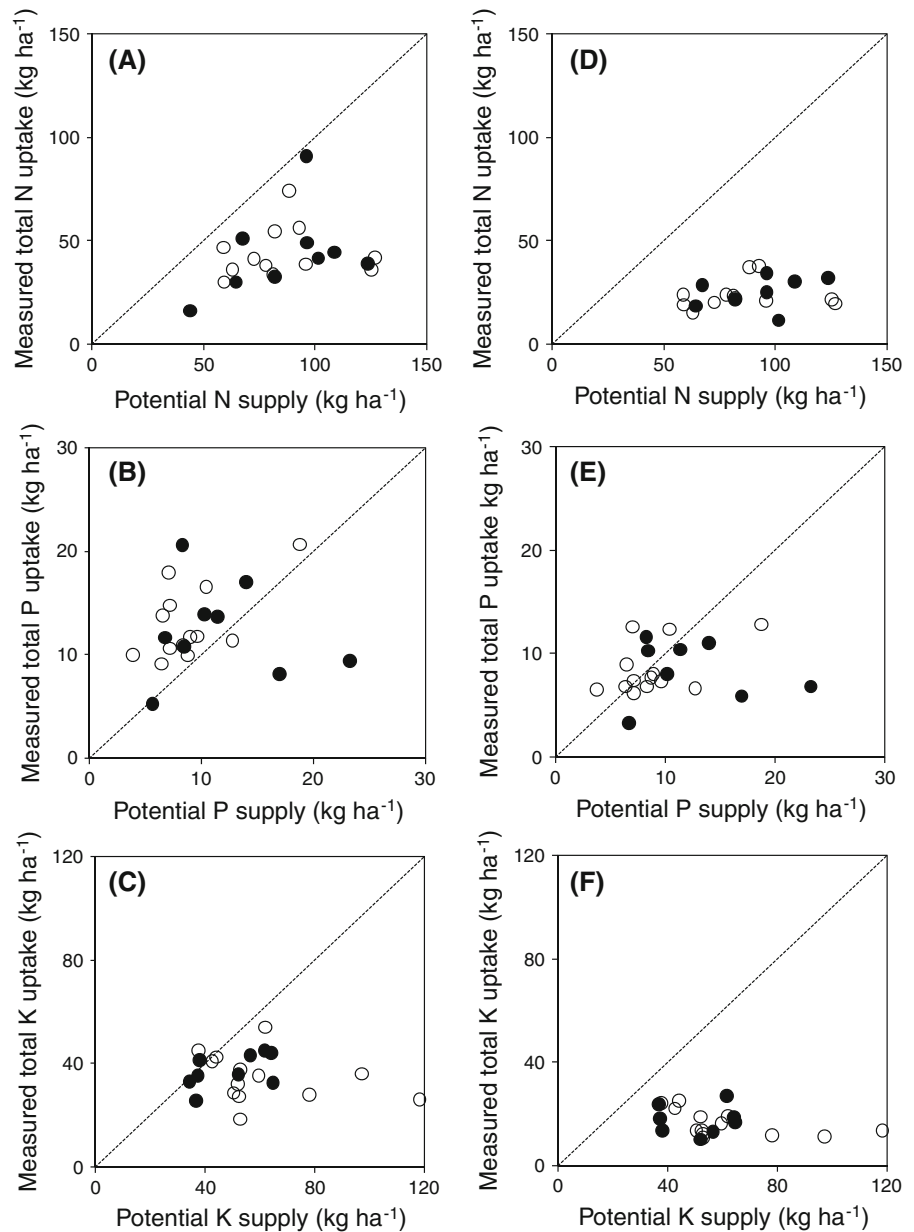 (A)
Measured total N uptake (kg ha⁻¹)
150
100
50
0
0 50 100 150
Potential N supply (kg ha⁻¹)
(D)
Measured total N uptake (kg ha⁻¹)
150
100
50
0
0 50 100 150
Potential N supply (kg ha⁻¹)
(B)
Measured total P uptake (kg ha⁻¹)
30
20
10
0
0 10 20 30
Potential P supply (kg ha⁻¹)
(E)
Measured total P uptake kg ha⁻¹)
30
20
10
0
0 10 20 30
Potential P supply (kg ha⁻¹)
(C)
Measured total K uptake (kg ha⁻¹)
120
80
40
0
0 40 80 120
Potential K supply (kg ha⁻¹)
(F)
Measured total K uptake (kg ha⁻¹)
120
80
40
0
0 40 80 120
Potential K supply (kg ha⁻¹)